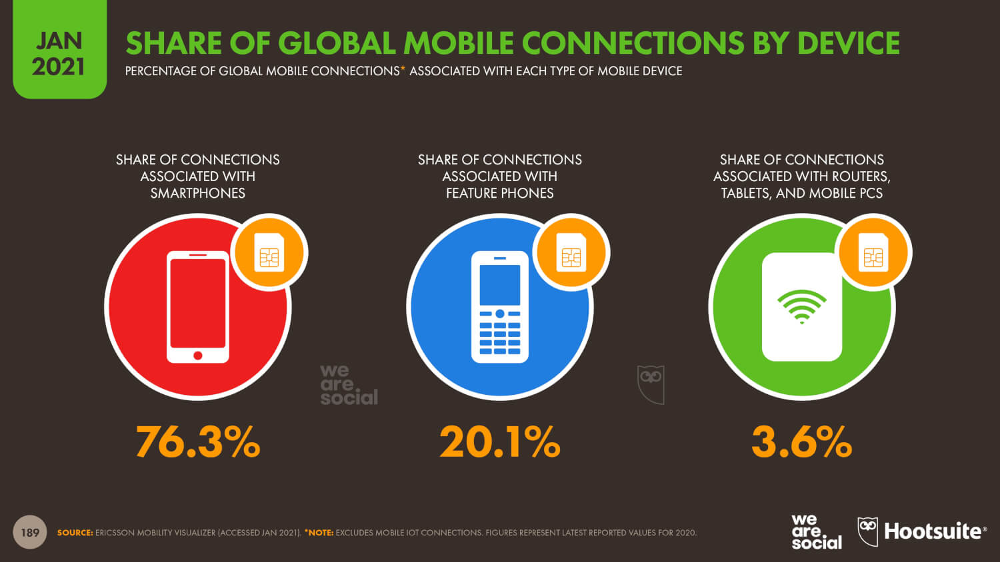 JAN
2021
SHARE OF GLOBAL MOBILE CONNECTIONS BY DEVICE
PERCENTAGE OF GLOBAL MOBILE CONNECTIONS* ASSOCIATED WITH EACH TYPE OF MOBILE DEVICE
SHARE OF CONNECTIONS
ASSOCIATED WITH
SMARTPHONES
76.3%
SHARE OF CONNECTIONS
ASSOCIATED WITH
FEATURE PHONES
20.1%
SHARE OF CONNECTIONS
ASSOCIATED WITH ROUTERS,
TABLETS, AND MOBILE PCS
3.6%
we
are.
social
189
SOURCE: ERICSSON MOBILITY VISUALIZER (ACCESSED JAN 2021). *NOTE: EXCLUDES MOBILE IOT CONNECTIONS. FIGURES REPRESENT LATEST REPORTED VALUES FOR 2020.
we
are.
social
Hootsuite®